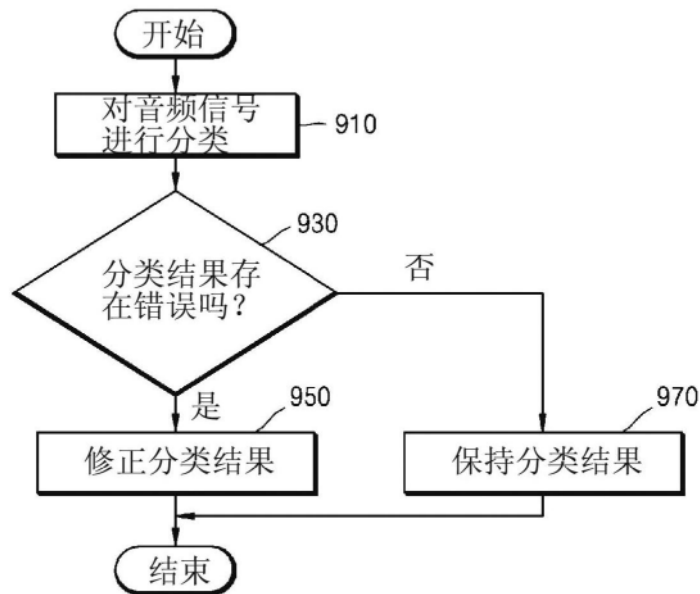 开始
对音频信号
进行分类
910
930
分类结果存
在错误吗？
否
是
950
修正分类结果
970
保持分类结果
结束